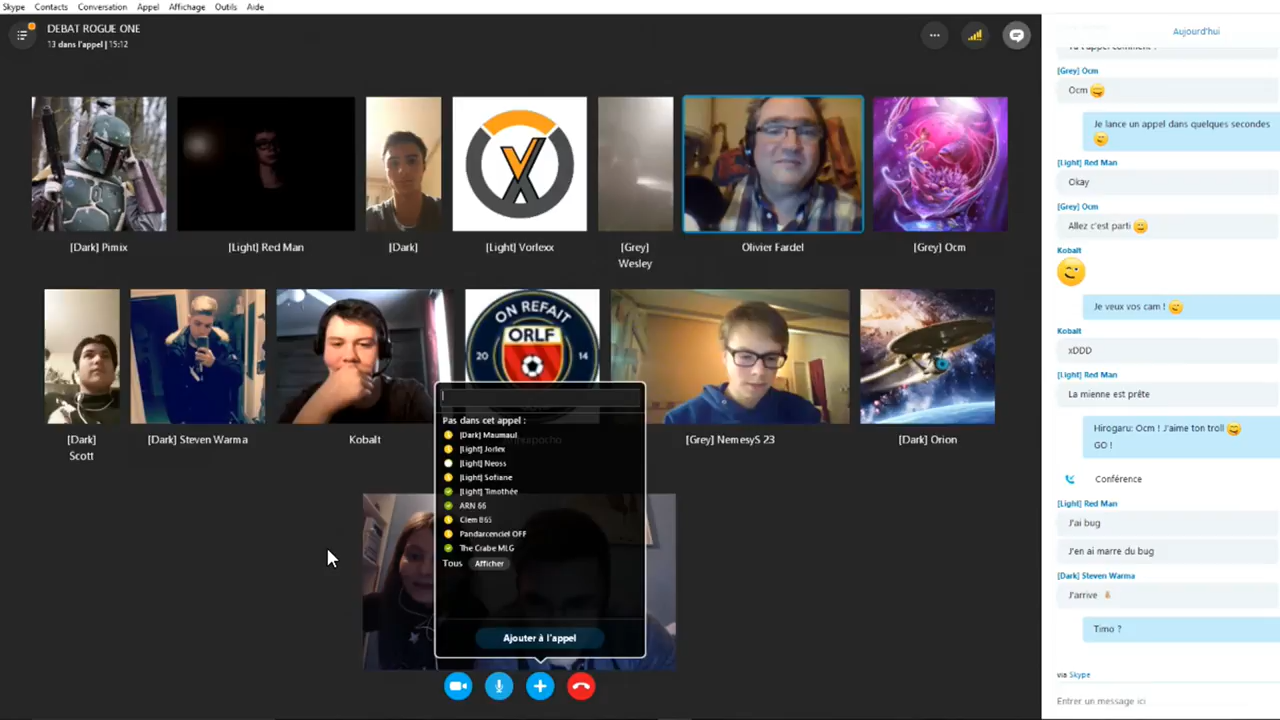 Skype Contacts Conversation Appel Affichage Outils Aide
DEBAT ROGUE ONE
13 dans l'appel | 15:12
[Dark] Pimix
[Light] Red Man
[Dark]
[Light] Vorlexx
[Grey]
Wesley
Olivier Fardel
[Grey] Ocm
ON REFAIT
ORLF
20 14
[Dark]
Scott
[Dark] Steven Warma
Kobalt
[Grey] NemesyS 23
[Dark] Orion
Pas dans cet appel :
[Dark] Maumaul
[Light] Jorlex
[Light] Neoss
[Light] Sofiane
[Light] Timothée
ARN 66
Clem B65
Pandarcenciel OFF
The Crabe MLG
Tous Afficher
Ajouter à l'appel
Aujourd'hui
[Grey] Ocm
Ocm
Je lance un appel dans quelques secondes
[Light] Red Man
Okay
[Grey] Ocm
Allez c'est parti
Kobalt
Je veux vos cam !
Kobalt
xDDD
[Light] Red Man
La mienne est prête
Hirogaru: Ocm ! J'aime ton troll
GO !
Conférence
[Light] Red Man
J'ai bug
J'en ai marre du bug
[Dark] Steven Warma
J'arrive
Timo ?
via Skype
Entrer un message ici